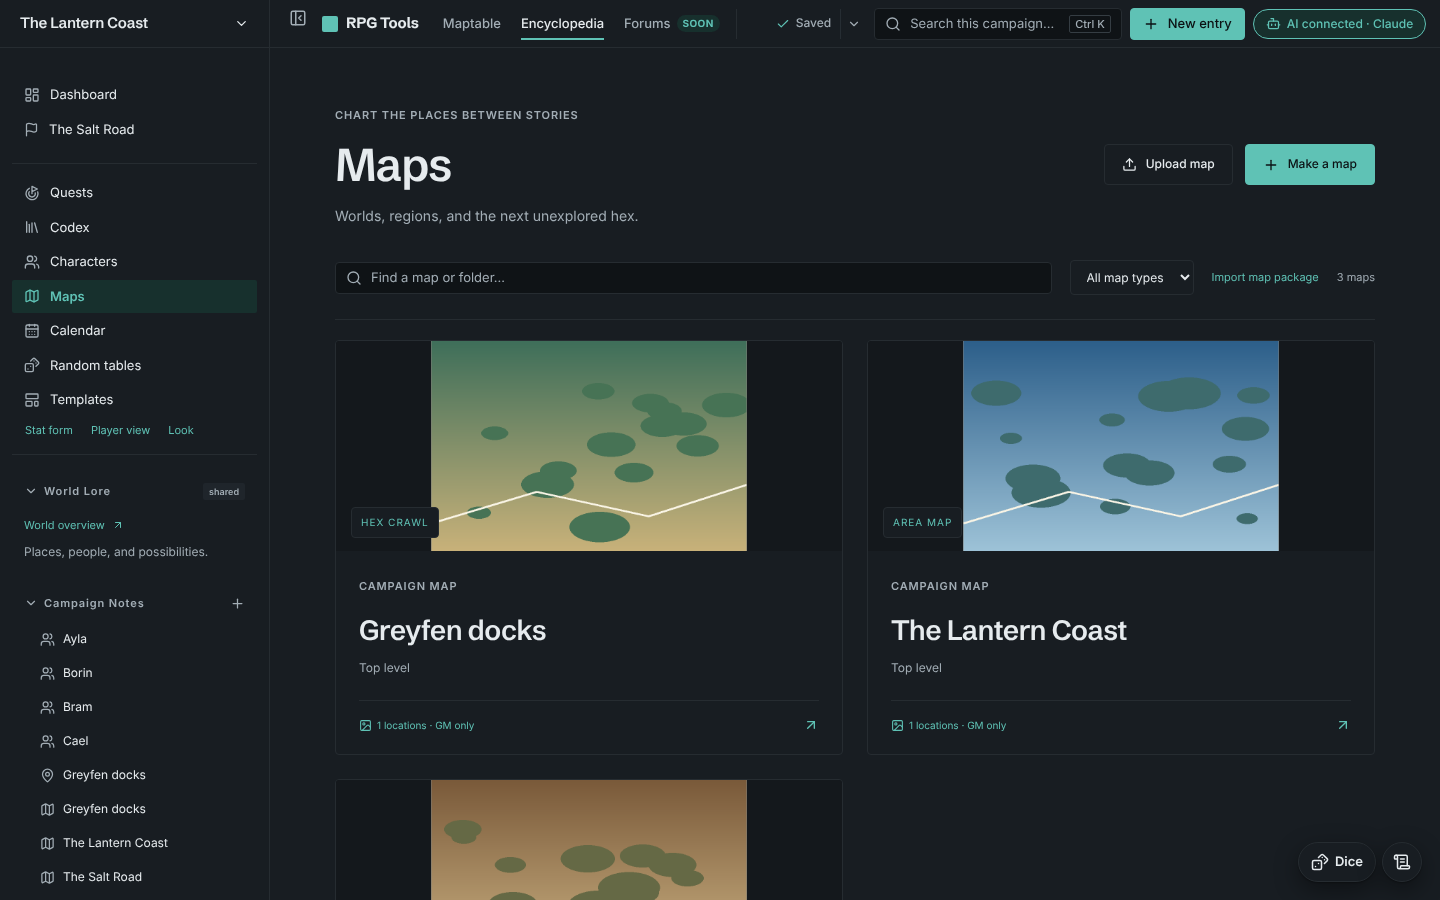 The Lantern Coast
RPG Tools
Maptable
Encyclopedia
Forums SOON
Saved
Search this campaign... Ctrl K
New entry
AI connected · Claude
Dashboard
The Salt Road
Quests
Codex
Characters
Maps
Calendar
Random tables
Templates
Stat form Player view Look
World Lore shared
World overview
Places, people, and possibilities.
Campaign Notes
Ayla
Borin
Bram
Cael
Greyfen docks
Greyfen docks
The Lantern Coast
The Salt Road
CHART THE PLACES BETWEEN STORIES
Maps
Upload map
Make a map
Worlds, regions, and the next unexplored hex.
Find a map or folder...
All map types
Import map package
3 maps
HEX CRAWL
CAMPAIGN MAP
Greyfen docks
Top level
1 locations · GM only
AREA MAP
CAMPAIGN MAP
The Lantern Coast
Top level
1 locations · GM only
Dice